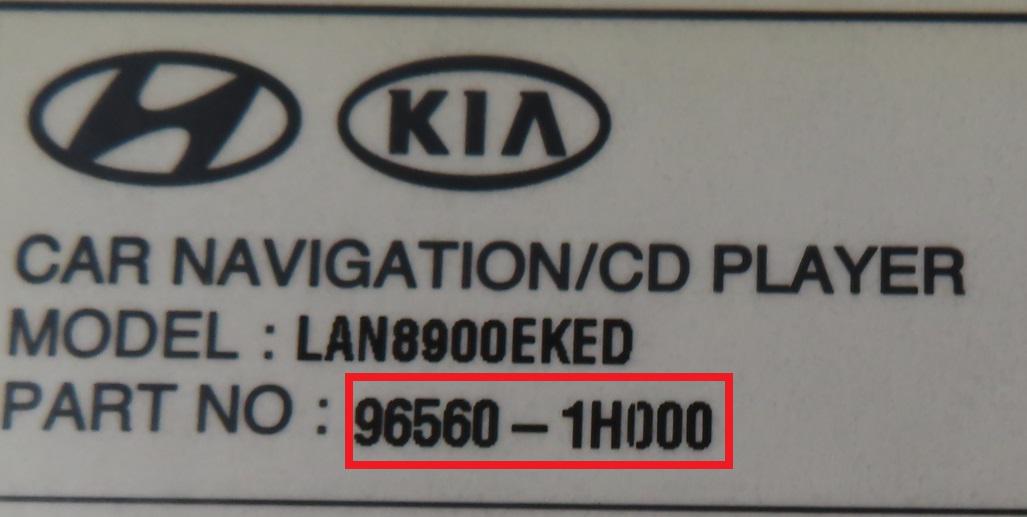 KIA
CAR NAVIGATION/CD PLAYER
MODEL : LAN8900EKED
PART NO : 96560 – 1H000